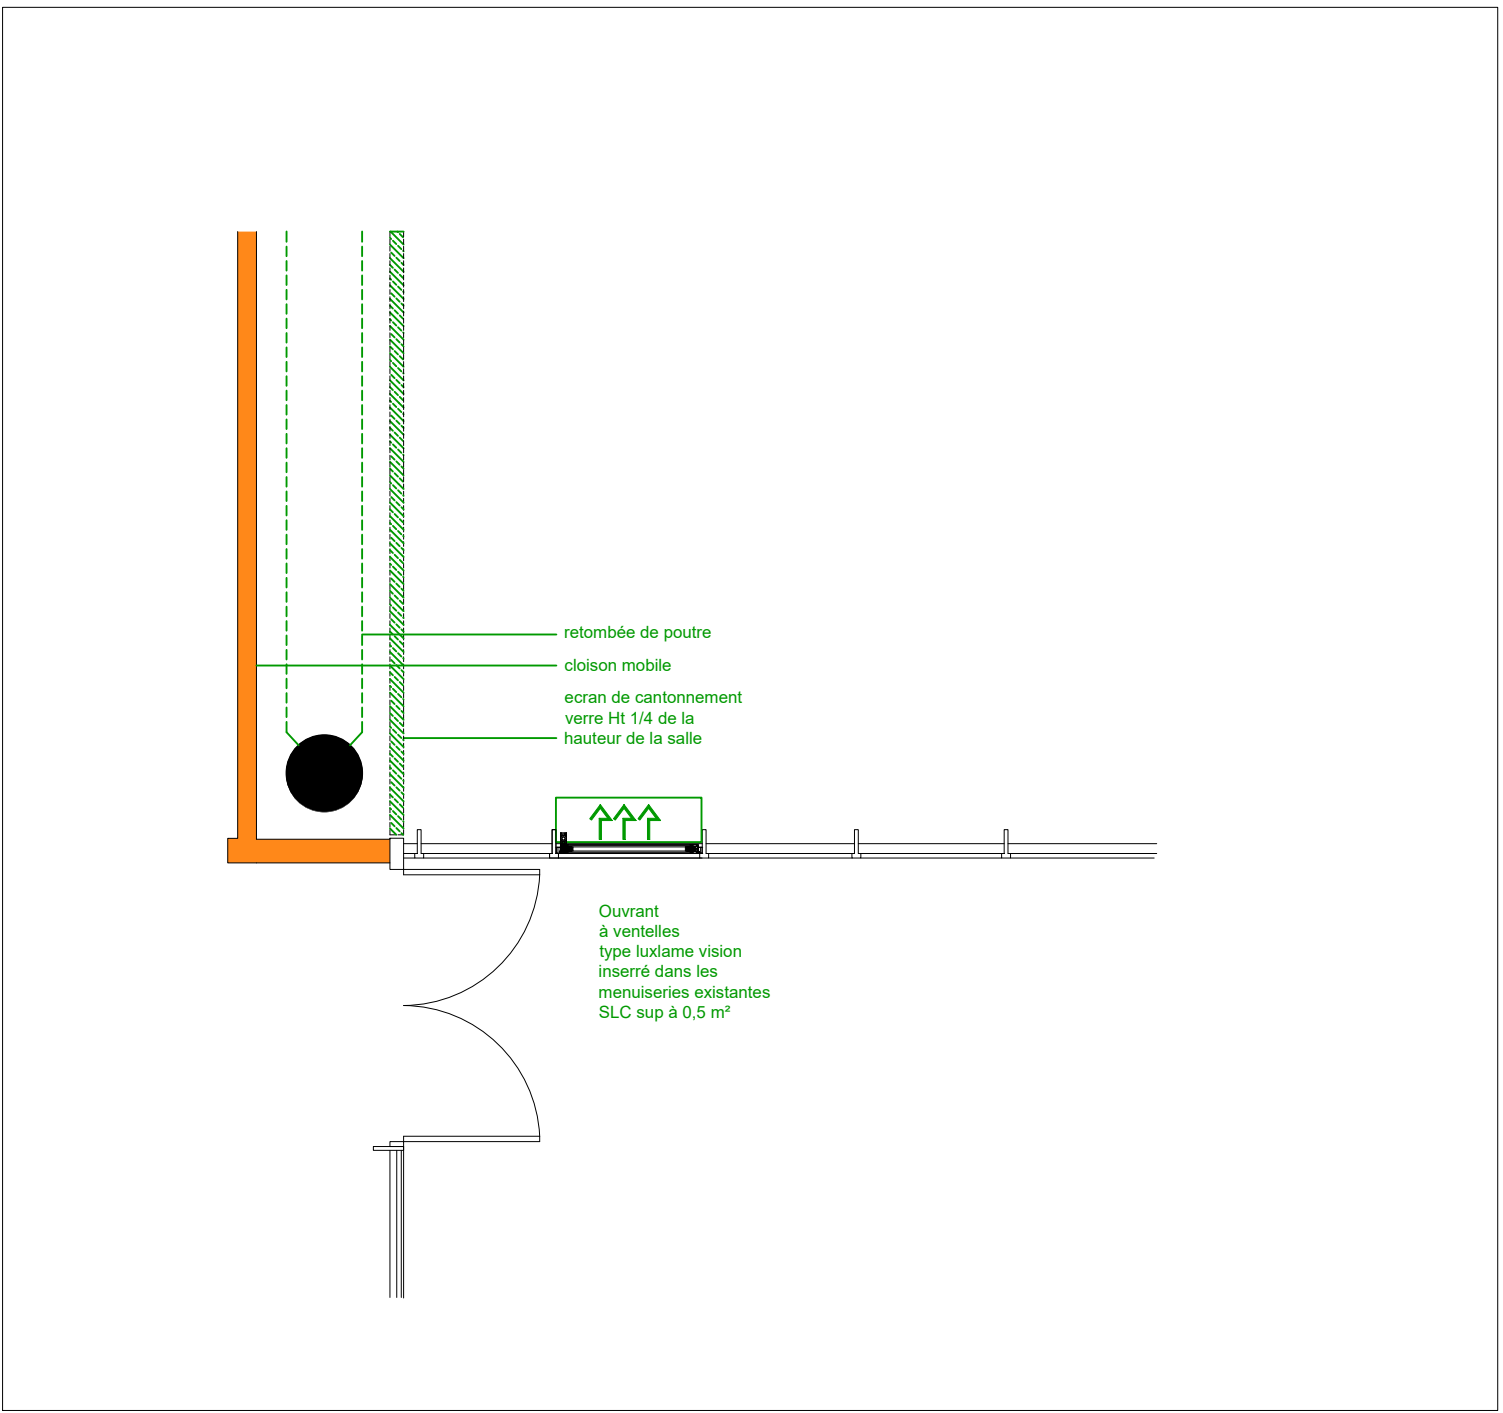 retombée de poutre
cloison mobile
ecran de cantonnement
verre Ht 1/4 de la
hauteur de la salle
Ouvrant
à ventelles
type luxlame vision
inserré dans les
menuiseries existantes
SLC sup à 0,5 m²